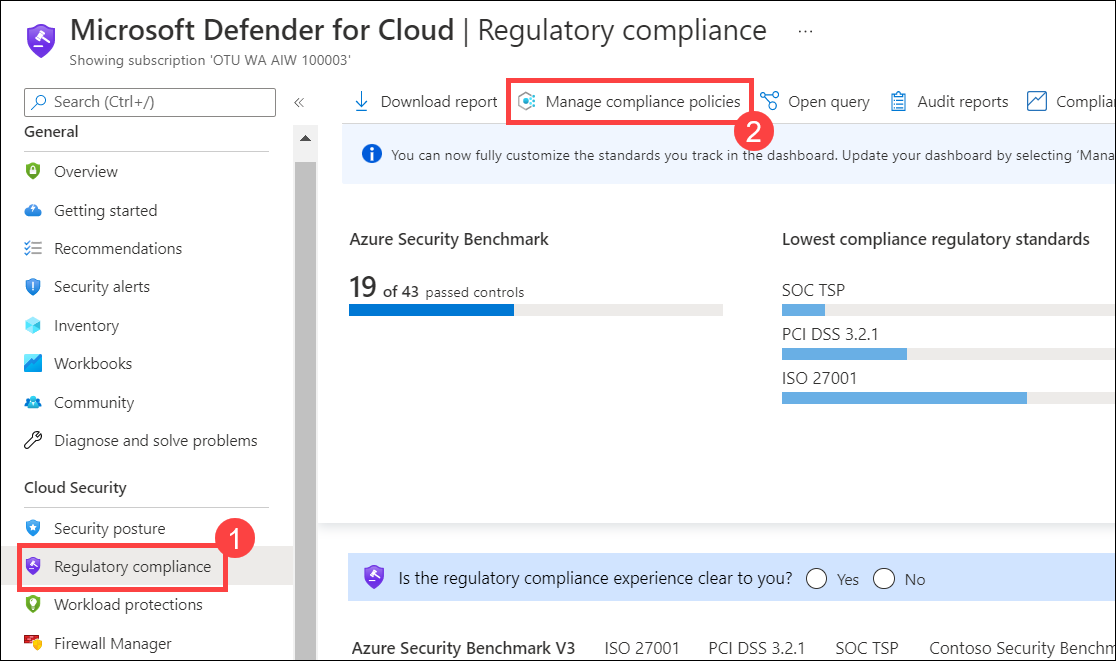 Microsoft Defender for Cloud | Regulatory compliance ...
Showing subscription 'OTU WA AIW 100003'
Search (Ctrl+/)
«
General
Overview
Getting started
Recommendations
Security alerts
Inventory
Workbooks
Community
Diagnose and solve problems
Cloud Security
Security posture
1
Regulatory compliance
Workload protections
Firewall Manager
Download report Manage compliance policies Open query Audit reports Complian
2
You can now fully customize the standards you track in the dashboard. Update your dashboard by selecting 'Mana
Azure Security Benchmark
19 of 43 passed controls
Lowest compliance regulatory standards
SOC TSP
PCI DSS 3.2.1
ISO 27001
Is the regulatory compliance experience clear to you? Yes No
Azure Security Benchmark V3 ISO 27001 PCI DSS 3.2.1 SOC TSP Contoso Security Benchm